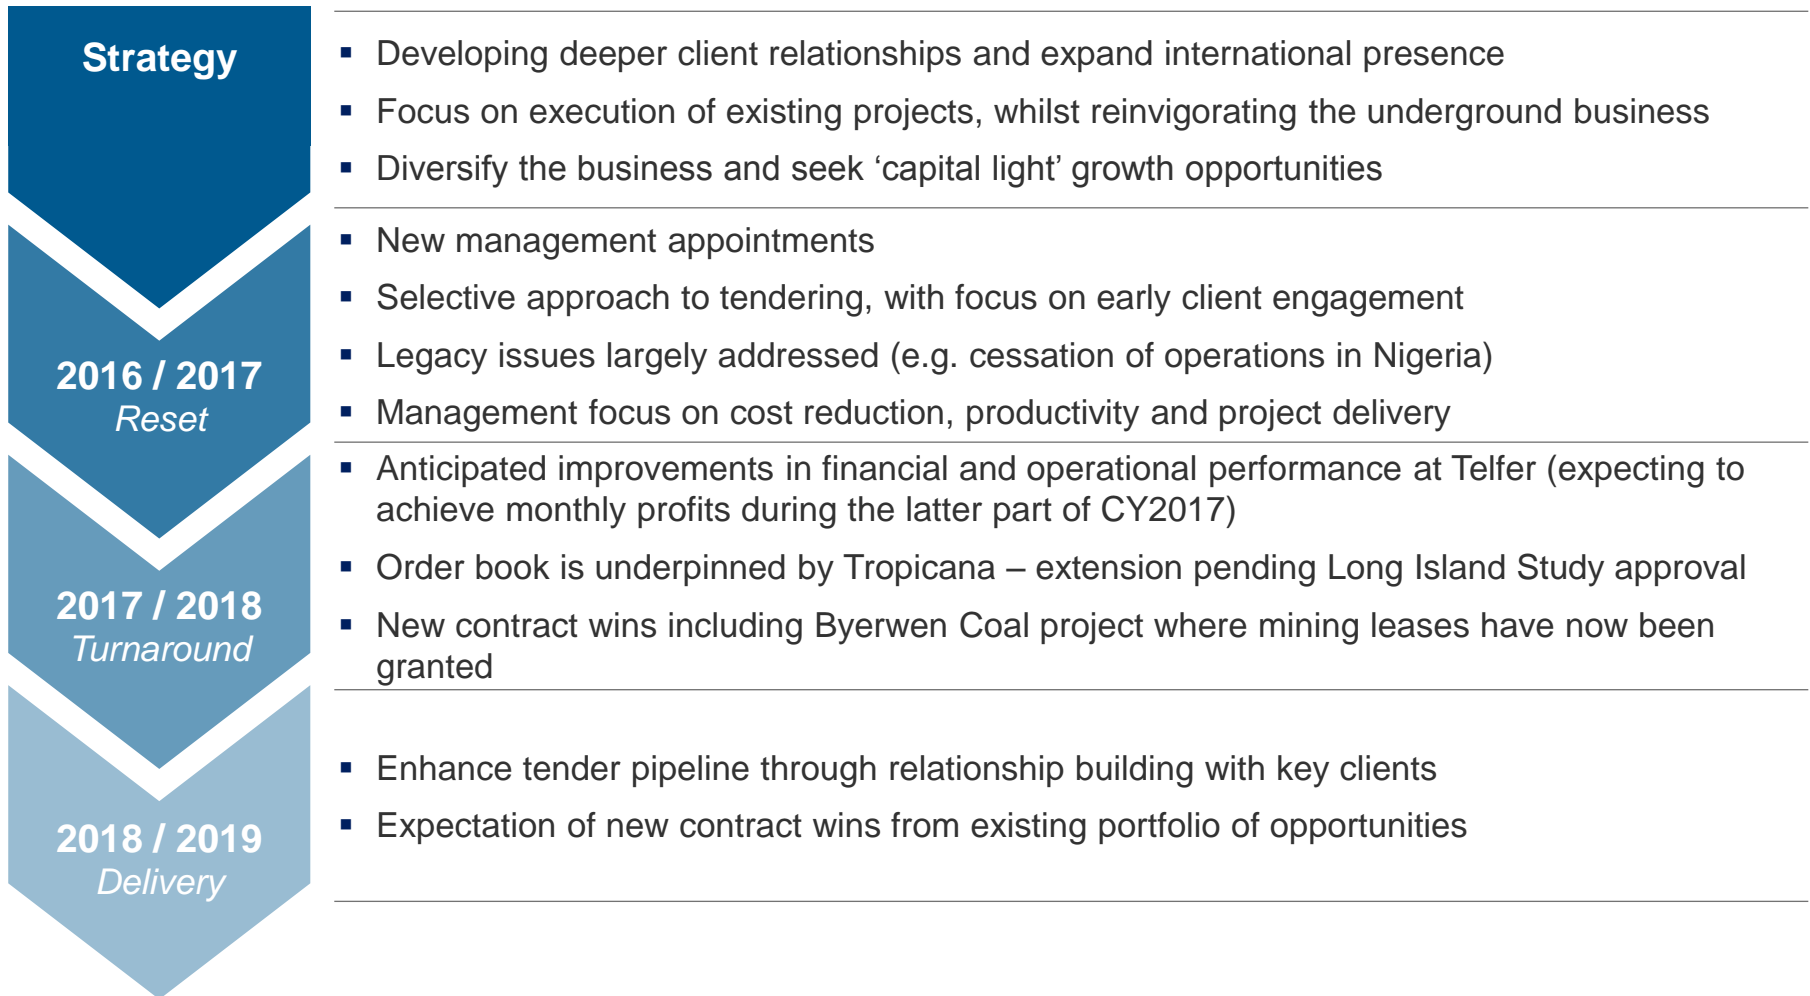 Strategy
▪ Developing deeper client relationships and expand international presence
▪ Focus on execution of existing projects, whilst reinvigorating the underground business
▪ Diversify the business and seek ‘capital light’ growth opportunities
2016 / 2017
Reset
▪ New management appointments
▪ Selective approach to tendering, with focus on early client engagement
▪ Legacy issues largely addressed (e.g. cessation of operations in Nigeria)
▪ Management focus on cost reduction, productivity and project delivery
2017 / 2018
Turnaround
▪ Anticipated improvements in financial and operational performance at Telfer (expecting to
achieve monthly profits during the latter part of CY2017)
▪ Order book is underpinned by Tropicana – extension pending Long Island Study approval
▪ New contract wins including Byerwen Coal project where mining leases have now been
granted
2018 / 2019
Delivery
▪ Enhance tender pipeline through relationship building with key clients
▪ Expectation of new contract wins from existing portfolio of opportunities